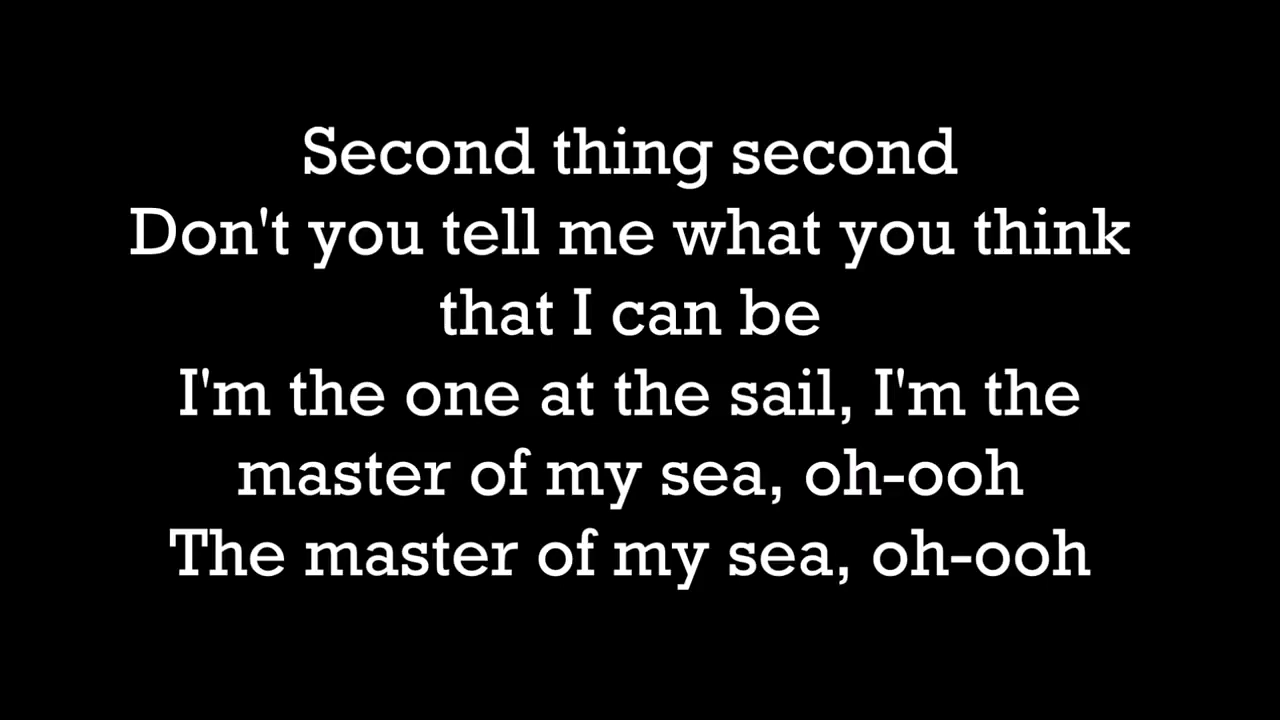 Second thing second
Don't you tell me what you think
that I can be
I'm the one at the sail, I'm the
master of my sea, oh-ooh
The master of my sea, oh-ooh